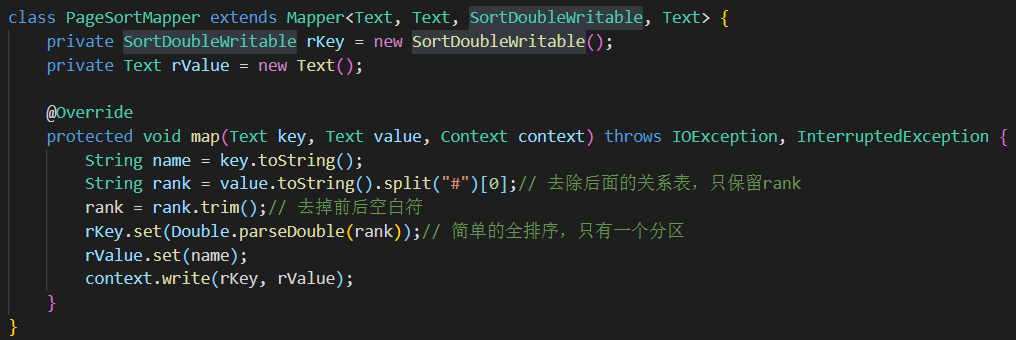 class PageSortMapper extends Mapper<Text, Text, SortDoubleWritable, Text> {
    private SortDoubleWritable rKey = new SortDoubleWritable();
    private Text rValue = new Text();

    @Override
    protected void map(Text key, Text value, Context context) throws IOException, InterruptedException {
        String name = key.toString();
        String rank = value.toString().split("#")[0];// 去除后面的关系表，只保留rank
        rank = rank.trim();// 去掉前后空白符
        rKey.set(Double.parseDouble(rank));// 简单的全排序，只有一个分区
        rValue.set(name);
        context.write(rKey, rValue);
    }
}